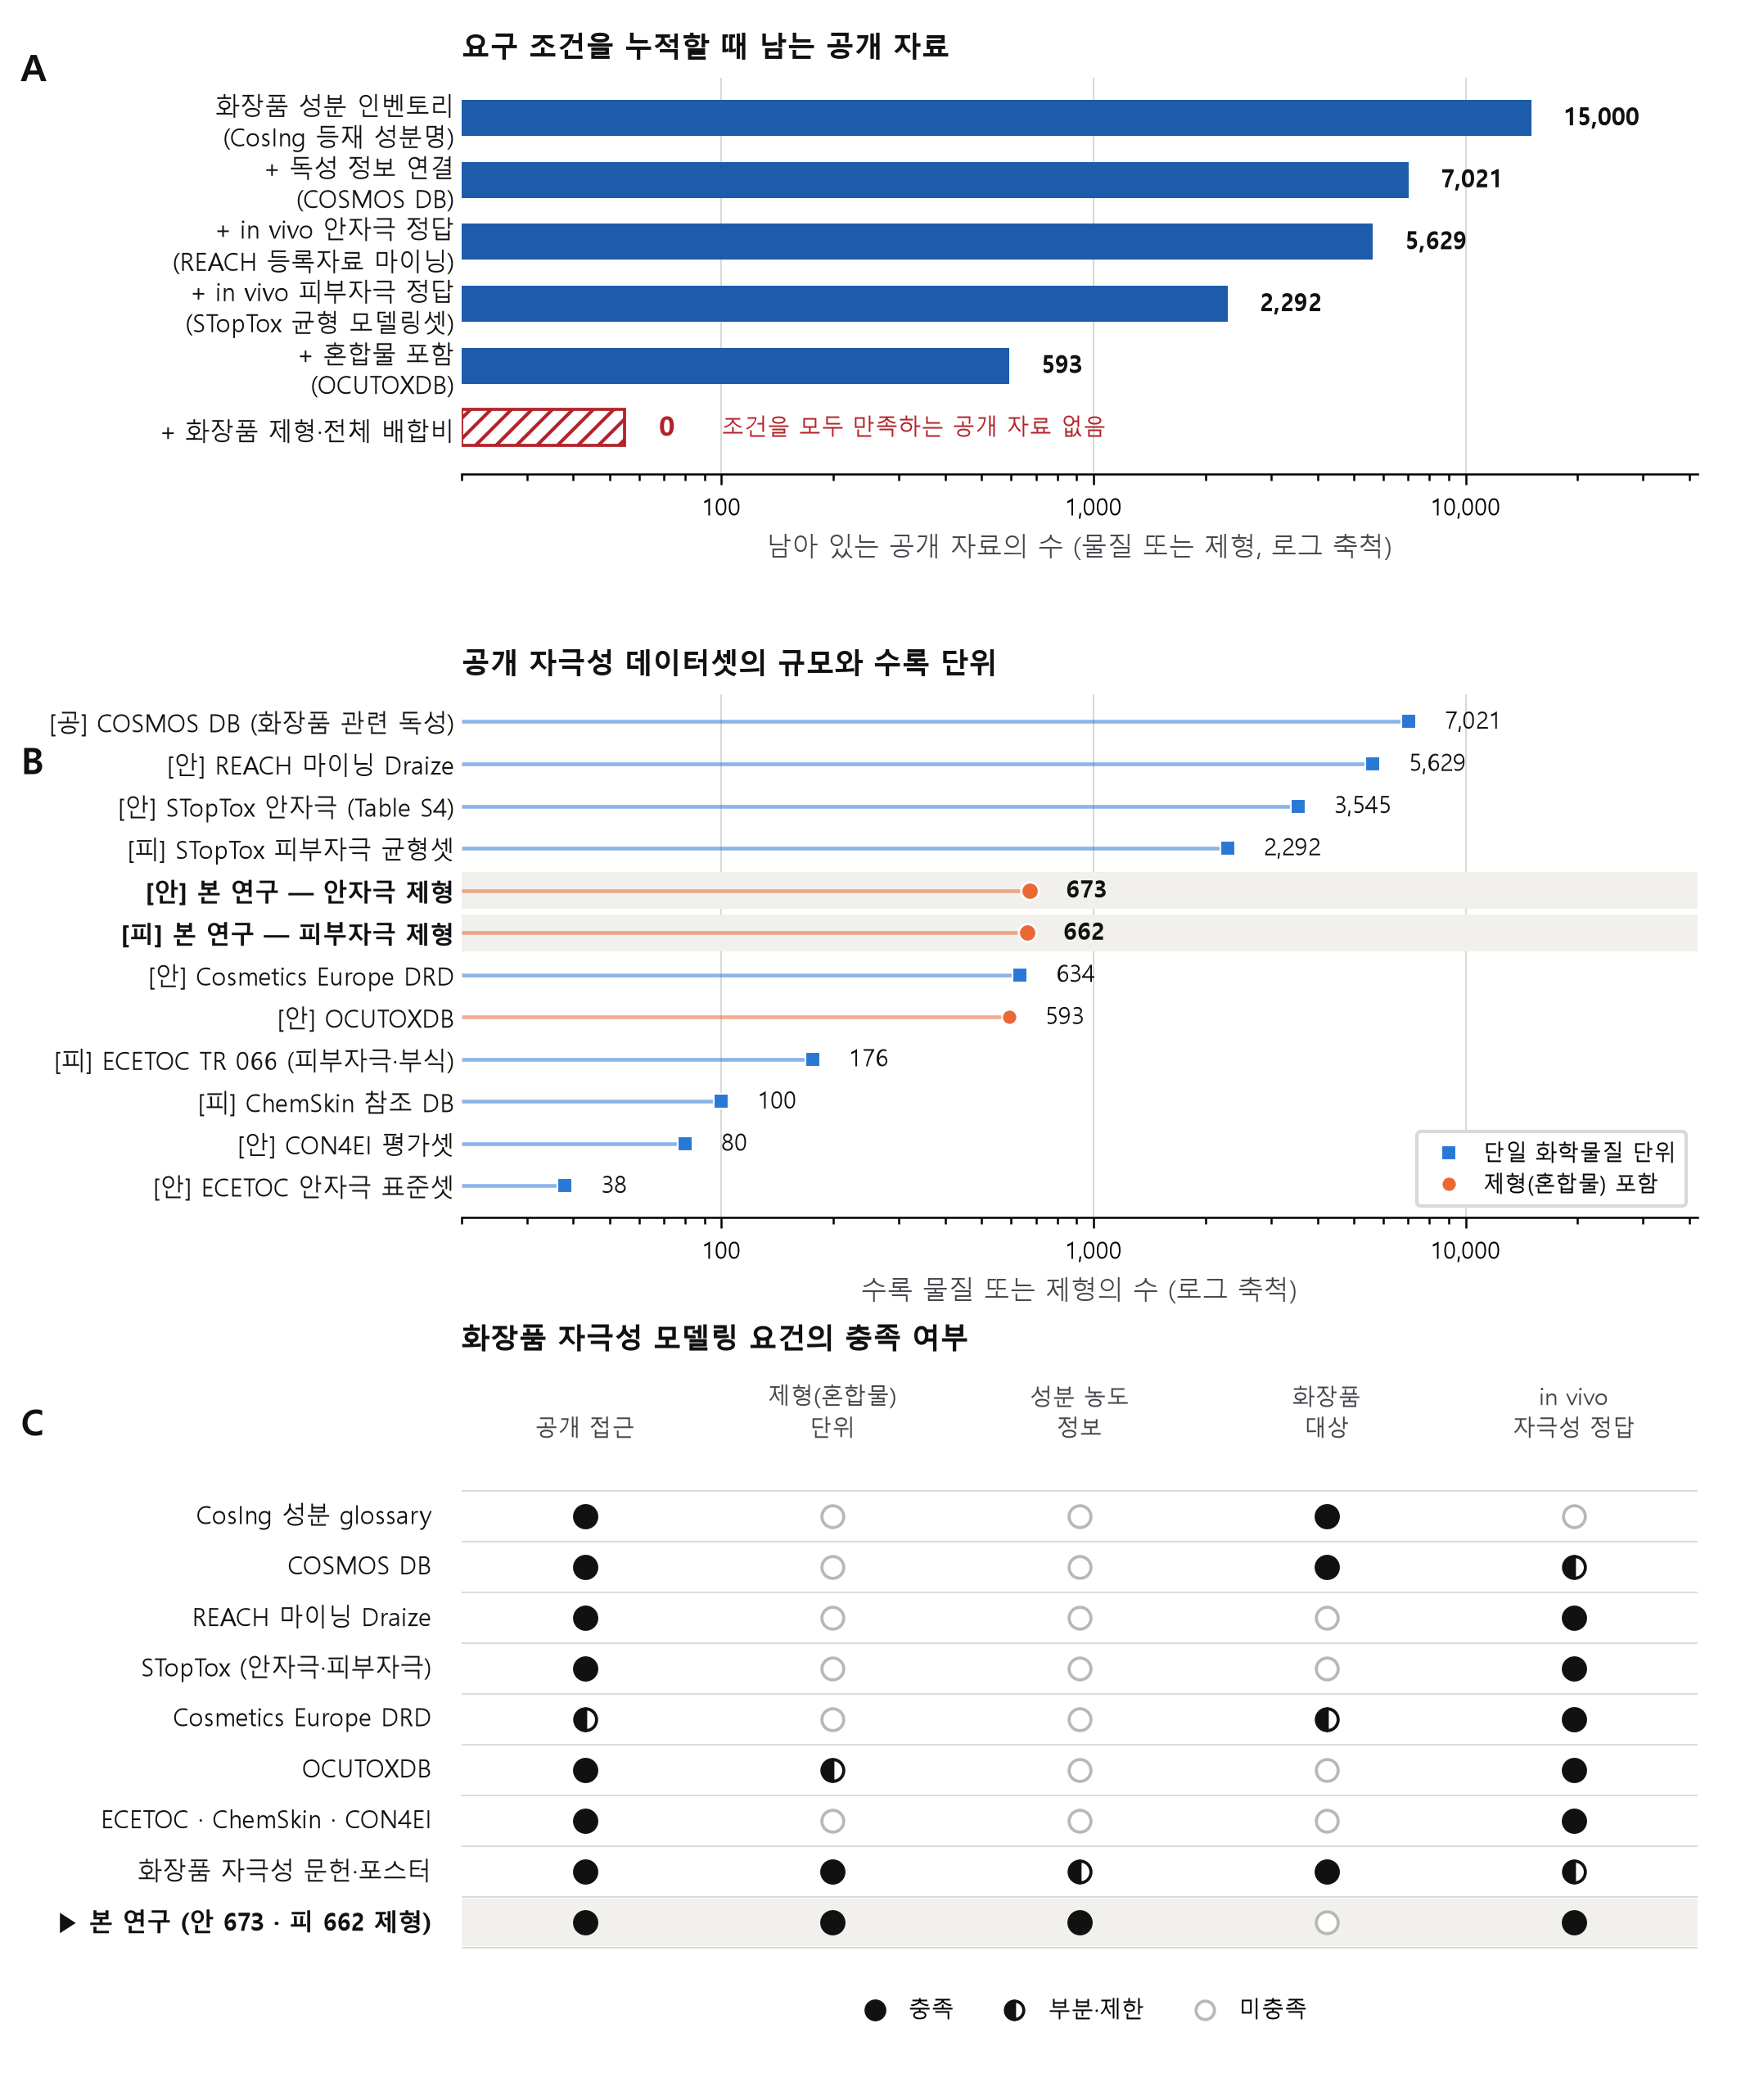 A
요구 조건을 누적할 때 남는 공개 자료
화장품 성분 인벤토리
(CosIng 등재 성분명)
15,000
+ 독성 정보 연결
(COSMOS DB)
7,021
+ in vivo 안자극 정답
(REACH 등록자료 마이닝)
5,629
+ in vivo 피부자극 정답
(STopTox 균형 모델링셋)
2,292
+ 혼합물 포함
(OCUTOXDB)
593
+ 화장품 제형·전체 배합비
0 조건을 모두 만족하는 공개 자료 없음
100 1,000 10,000
남아 있는 공개 자료의 수 (물질 또는 제형, 로그 축척)
B
공개 자극성 데이터셋의 규모와 수록 단위
[공] COSMOS DB (화장품 관련 독성) 7,021
[안] REACH 마이닝 Draize 5,629
[안] STopTox 안자극 (Table S4) 3,545
[피] STopTox 피부자극 균형셋 2,292
[안] 본 연구 — 안자극 제형 673
[피] 본 연구 — 피부자극 제형 662
[안] Cosmetics Europe DRD 634
[안] OCUTOXDB 593
[피] ECETOC TR 066 (피부자극·부식) 176
[피] ChemSkin 참조 DB 100
[안] CON4EI 평가셋 80
[안] ECETOC 안자극 표준셋 38
단일 화학물질 단위
제형(혼합물) 포함
100 1,000 10,000
수록 물질 또는 제형의 수 (로그 축척)
C
화장품 자극성 모델링 요건의 충족 여부
공개 접근
제형(혼합물)
단위
성분 농도
정보
화장품
대상
in vivo
자극성 정답
CosIng 성분 glossary
COSMOS DB
REACH 마이닝 Draize
STopTox (안자극·피부자극)
Cosmetics Europe DRD
OCUTOXDB
ECETOC · ChemSkin · CON4EI
화장품 자극성 문헌·포스터
▶ 본 연구 (안 673 · 피 662 제형)
충족 부분·제한 미충족